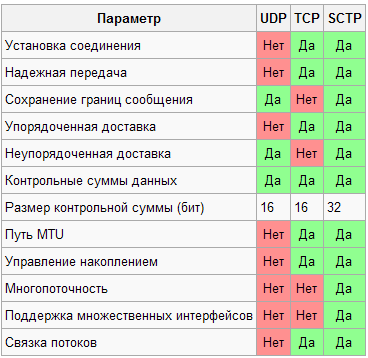 Параметр UDP TCP SCTP
Установка соединения Нет Да Да
Надежная передача Нет Да Да
Сохранение границ сообщения Да Нет Да
Упорядоченная доставка Нет Да Да
Неупорядоченная доставка Да Нет Да
Контрольные суммы данных Да Да Да
Размер контрольной суммы (бит) 16 16 32
Путь MTU Нет Да Да
Управление накоплением Нет Да Да
Многопоточность Нет Нет Да
Поддержка множественных интерфейсов Нет Нет Да
Связка потоков Нет Да Да